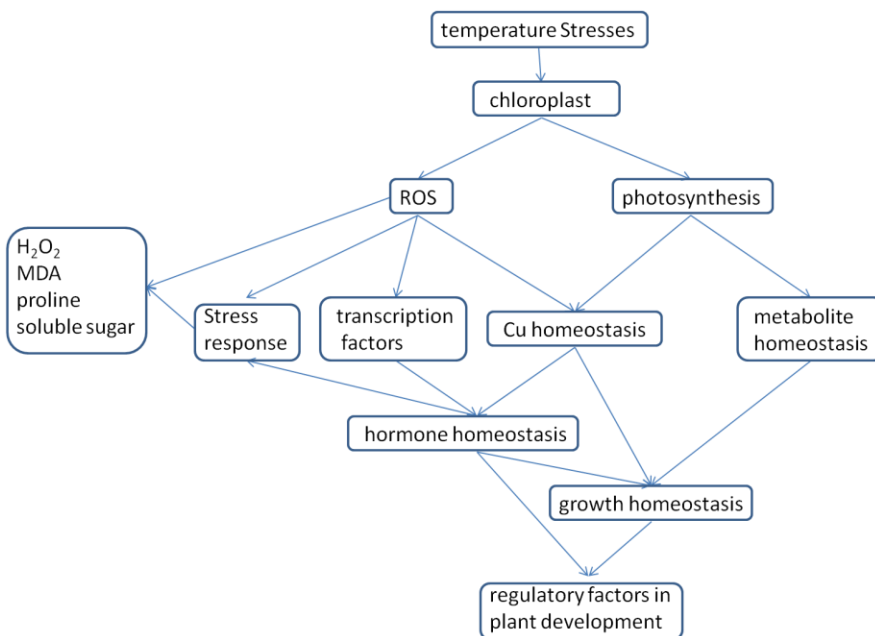 temperature Stresses
chloroplast
ROS
photosynthesis
H₂O₂
MDA
proline
soluble sugar
Stress
response
transcription
factors
Cu homeostasis
metabolite
homeostasis
hormone homeostasis
growth homeostasis
regulatory factors in
plant development